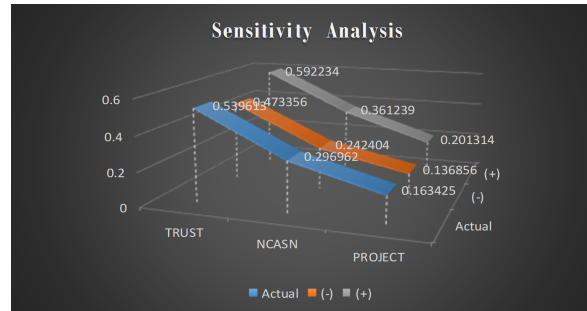 Sensitivity Analysis
0.592234
0.473356
0.539613
0.361239
0.242404
0.296962
0.201314
0.136856
0.163425
0.6
0.4
0.2
0
TRUST
NCASN
PROJECT
(+)
(-)
Actual
Actual (-) (+)